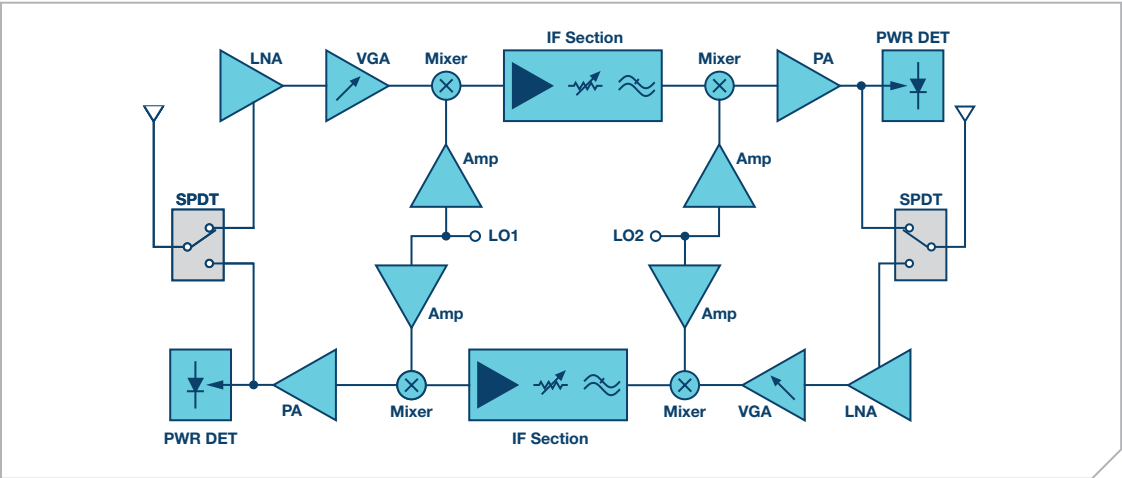 IF Section
PWR DET
LNA
VGA
Mixer
Mixer
PA
Amp
Amp
SPDT
SPDT
LO1
LO2
Amp
Amp
PA
Mixer
Mixer
VGA
LNA
PWR DET
IF Section